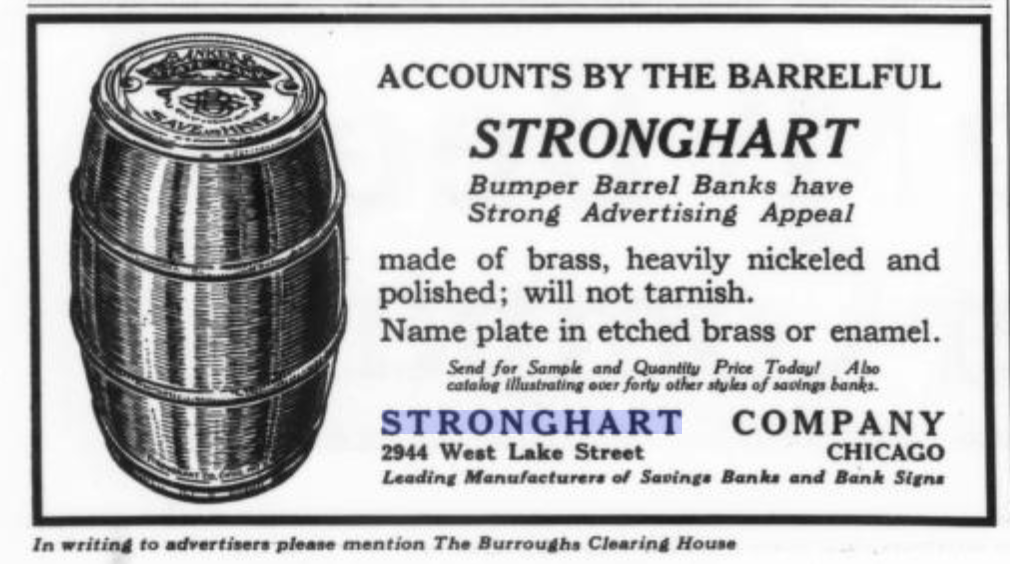 ACCOUNTS BY THE BARRELFUL
STRONGHART
Bumper Barrel Banks have
Strong Advertising Appeal
made of brass, heavily nickeled and
polished; will not tarnish.
Name plate in etched brass or enamel.
Send for Sample and Quantity Price Today! Also
catalog illustrating over forty other styles of savings banks.
STRONGHART COMPANY
2944 West Lake Street CHICAGO
Leading Manufacturers of Savings Banks and Bank Signs
SAVE HERE
In writing to advertisers please mention The Burroughs Clearing House